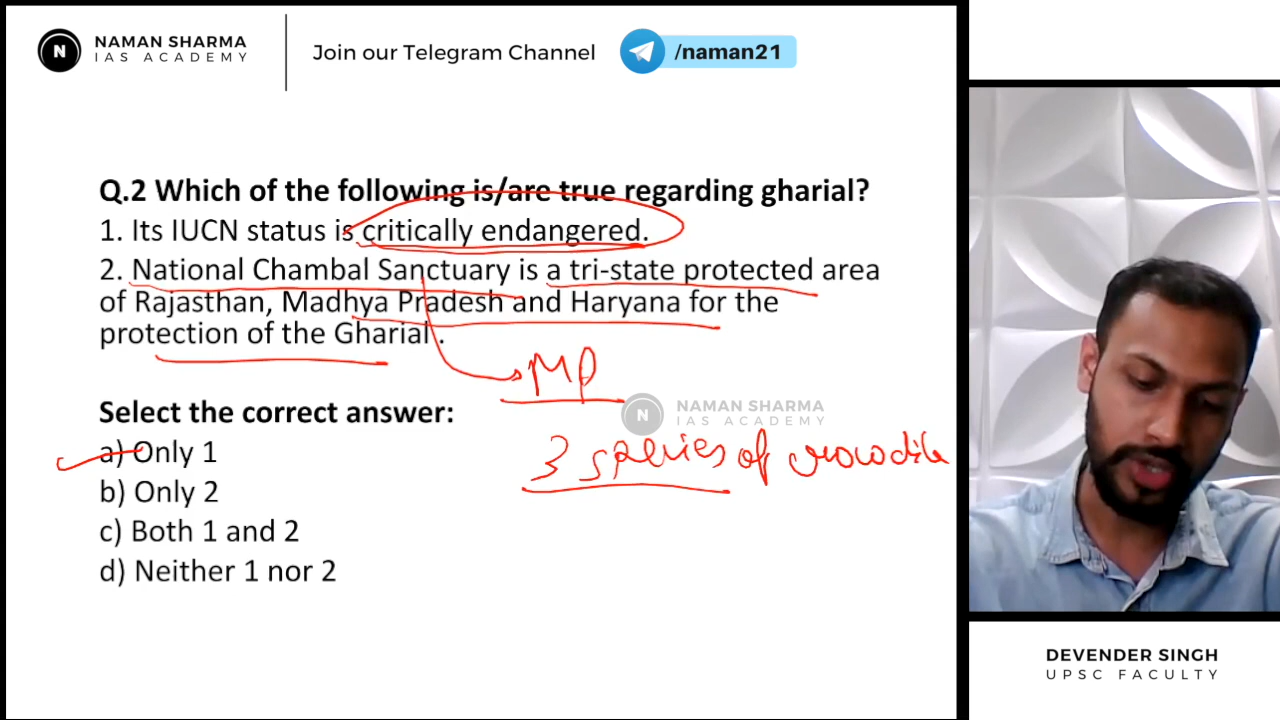 NAMAN SHARMA
IAS ACADEMY
Join our Telegram Channel
/naman21
Q.2 Which of the following is/are true regarding gharial?
1. Its IUCN status is critically endangered.
2. National Chambal Sanctuary is a tri-state protected area
of Rajasthan, Madhya Pradesh and Haryana for the
protection of the Gharial .
MP
Select the correct answer:
NAMAN SHARMA
IAS ACADEMY
a) Only 1
3 species of crocodile
b) Only 2
c) Both 1 and 2
d) Neither 1 nor 2
DEVENDER SINGH
UPSC FACULTY